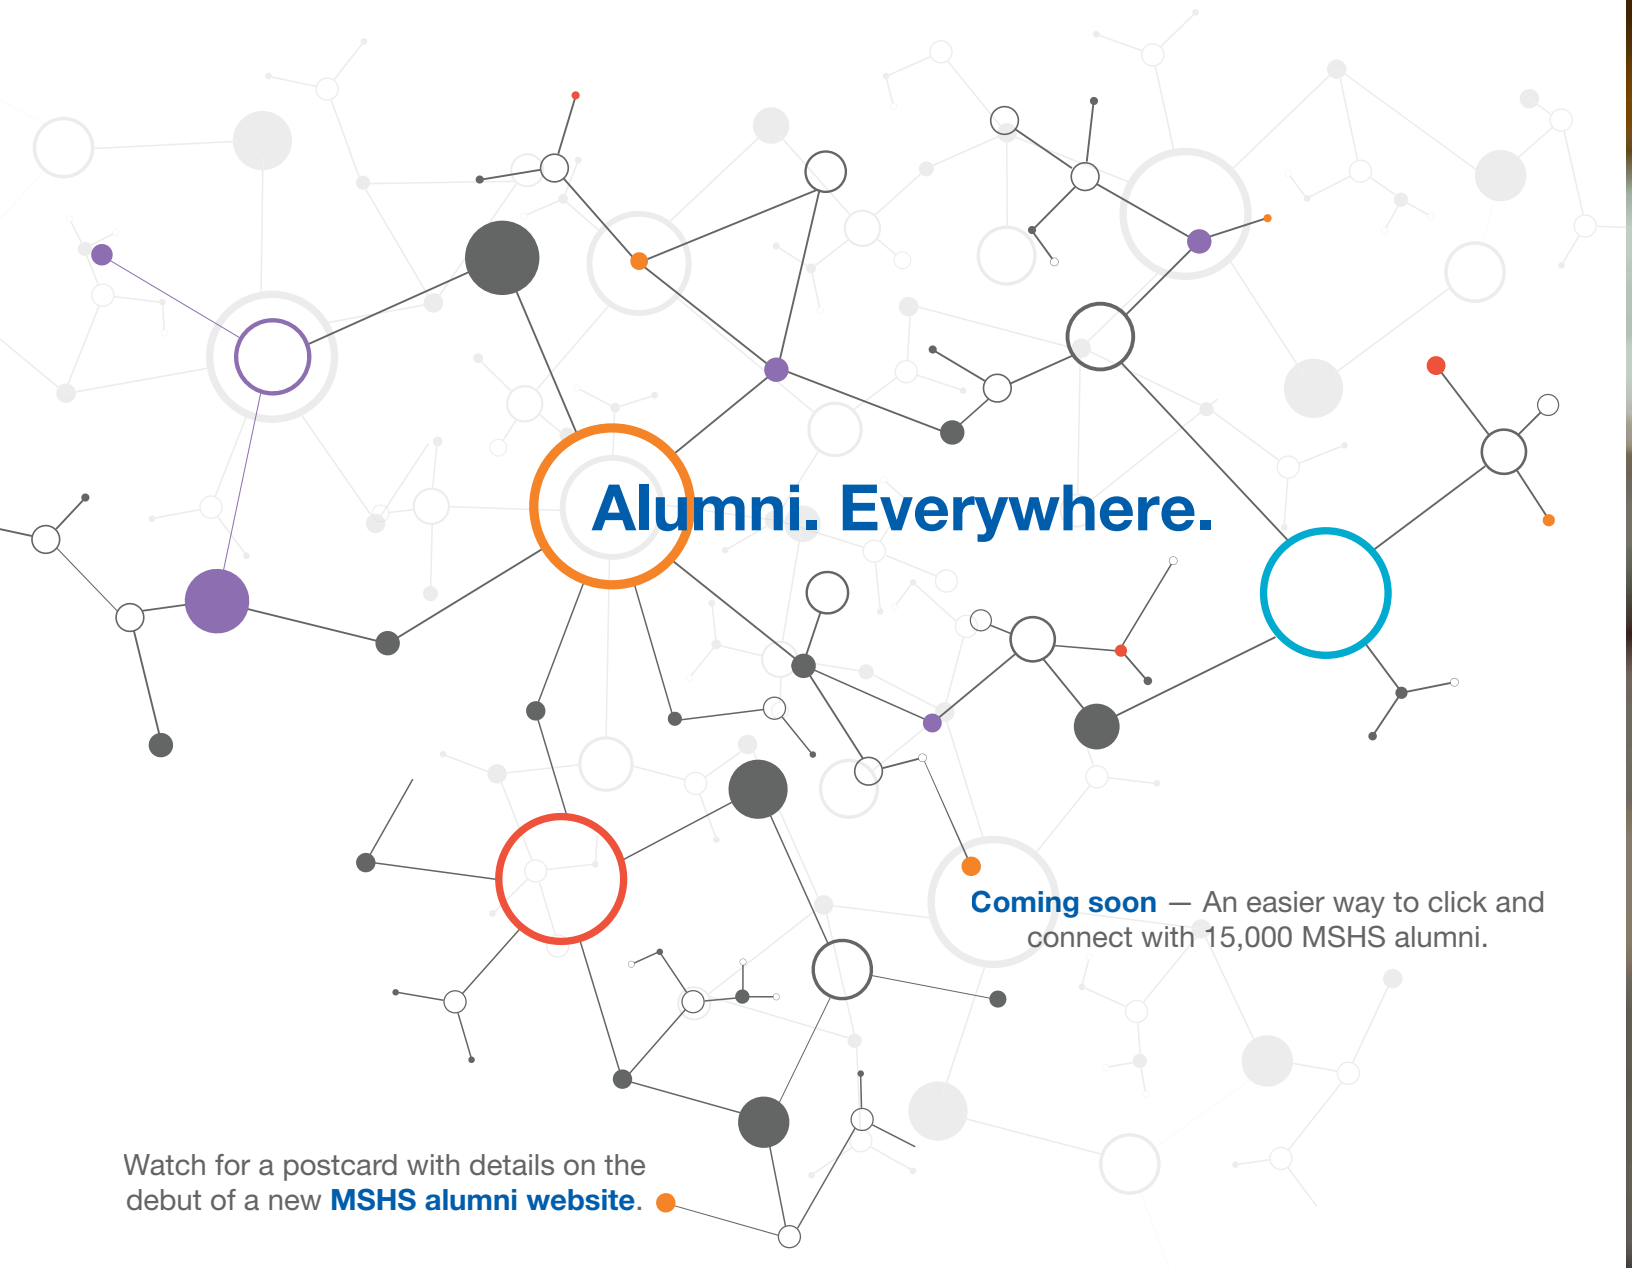 Alumni. Everywhere.
Coming soon — An easier way to click and
connect with 15,000 MSHS alumni.
Watch for a postcard with details on the
debut of a new MSHS alumni website.